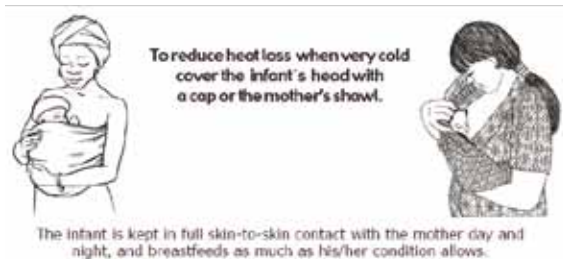 To reduce heat loss when very cold
cover the infant's head with
a cap or the mother's shawl.
The infant is kept in full skin-to-skin contact with the mother day and
night, and breastfeeds as much as his/her condition allows.